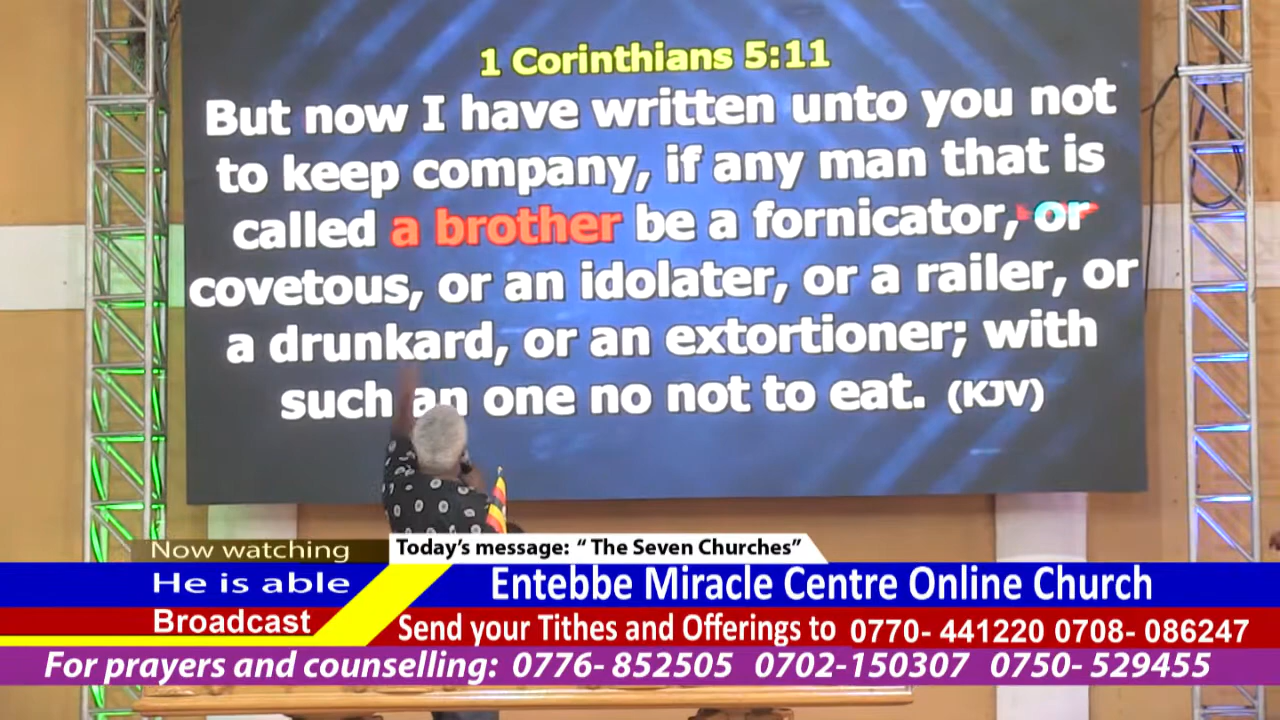 1 Corinthians 5:11
But now I have written unto you not
to keep company, if any man that is
called a brother be a fornicator, or
covetous, or an idolater, or a railer, or
a drunkard, or an extortioner; with
such an one no not to eat. (KJV)
Now watching
Today's message: “ The Seven Churches”
He is able
Entebbe Miracle Centre Online Church
Broadcast
Send your Tithes and Offerings to 0770- 441220 0708- 086247
For prayers and counselling: 0776- 852505 0702-150307 0750- 529455